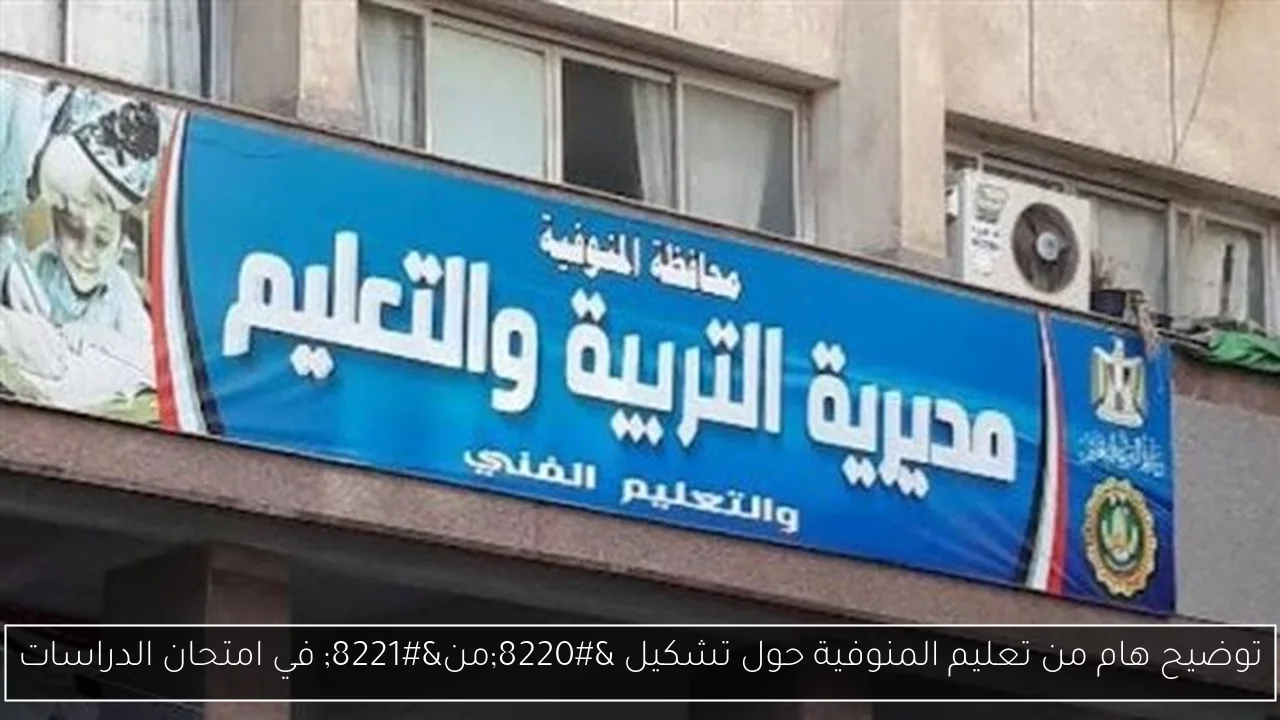 محافظة المنوفية
مديرية التربية والتعليم
والتعليم الفني
توضيح هام من تعليم المنوفية حول تشكيل &#8220;من&#8221; في امتحان الدراسات